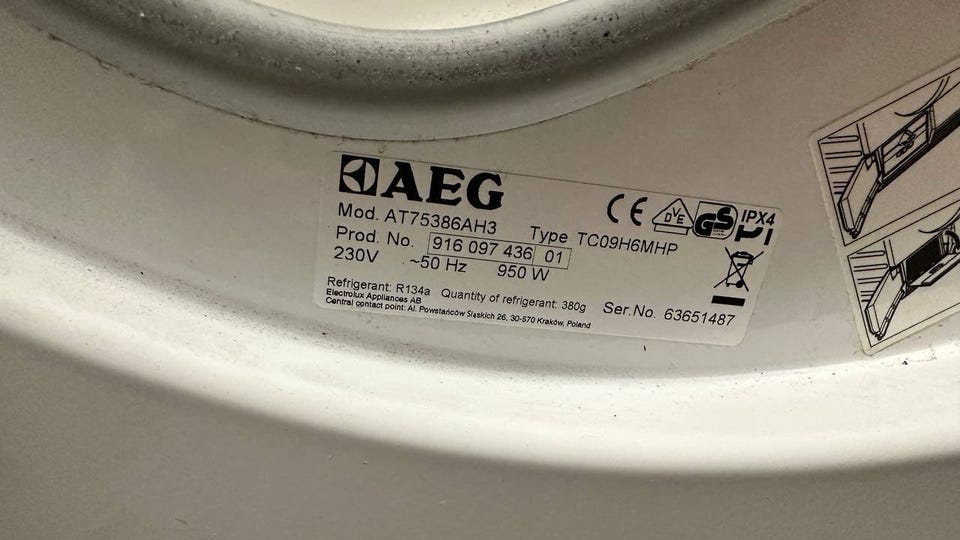 AEG
Mod. AT75386AH3 Type TC09H6MHP
Prod. No. 916 097 436 01
230V ~50 Hz 950 W
Refrigerant: R134a Quantity of refrigerant: 380g Ser.No. 63651487
Electrolux Appliances AB
Central contact point: Al. Powstańców Śląskich 26, 30-570 Kraków, Poland
CE VDE GS IPX4